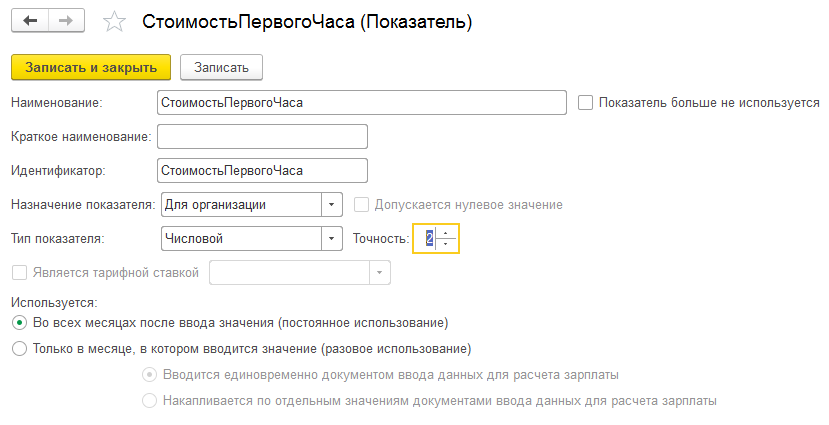 СтоимостьПервогоЧаса (Показатель)
Записать и закрыть Записать
Наименование: СтоимостьПервогоЧаса Показатель больше не используется
Краткое наименование:
Идентификатор: СтоимостьПервогоЧаса
Назначение показателя: Для организации Допускается нулевое значение
Тип показателя: Числовой Точность: 2
Является тарифной ставкой
Используется:
Во всех месяцах после ввода значения (постоянное использование)
Только в месяце, в котором вводится значение (разовое использование)
Вводится единовременно документом ввода данных для расчета зарплаты
Накапливается по отдельным значениям документами ввода данных для расчета зарплаты